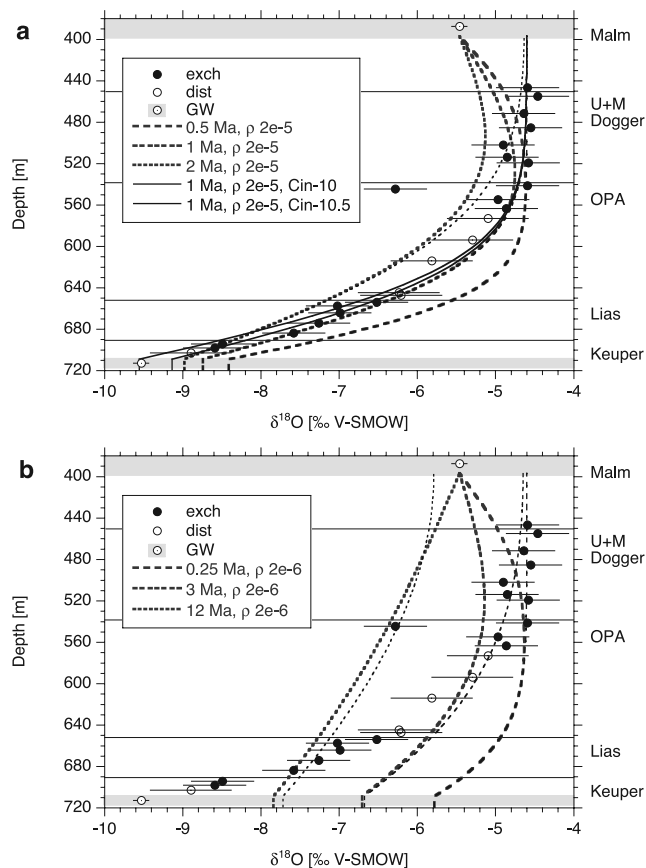 a
400
440
480
520
560
600
640
680
720
Depth [m]
exch
dist
GW
0.5 Ma, ρ 2e-5
1 Ma, ρ 2e-5
2 Ma, ρ 2e-5
1 Ma, ρ 2e-5, Cin-10
1 Ma, ρ 2e-5, Cin-10.5
Malm
U+M
Dogger
OPA
Lias
Keuper
-10 -9 -8 -7 -6 -5 -4
δ18O [‰ V-SMOW]
b
400
440
480
520
560
600
640
680
720
Depth [m]
exch
dist
GW
0.25 Ma, ρ 2e-6
3 Ma, ρ 2e-6
12 Ma, ρ 2e-6
Malm
U+M
Dogger
OPA
Lias
Keuper
-10 -9 -8 -7 -6 -5 -4
δ18O [‰ V-SMOW]